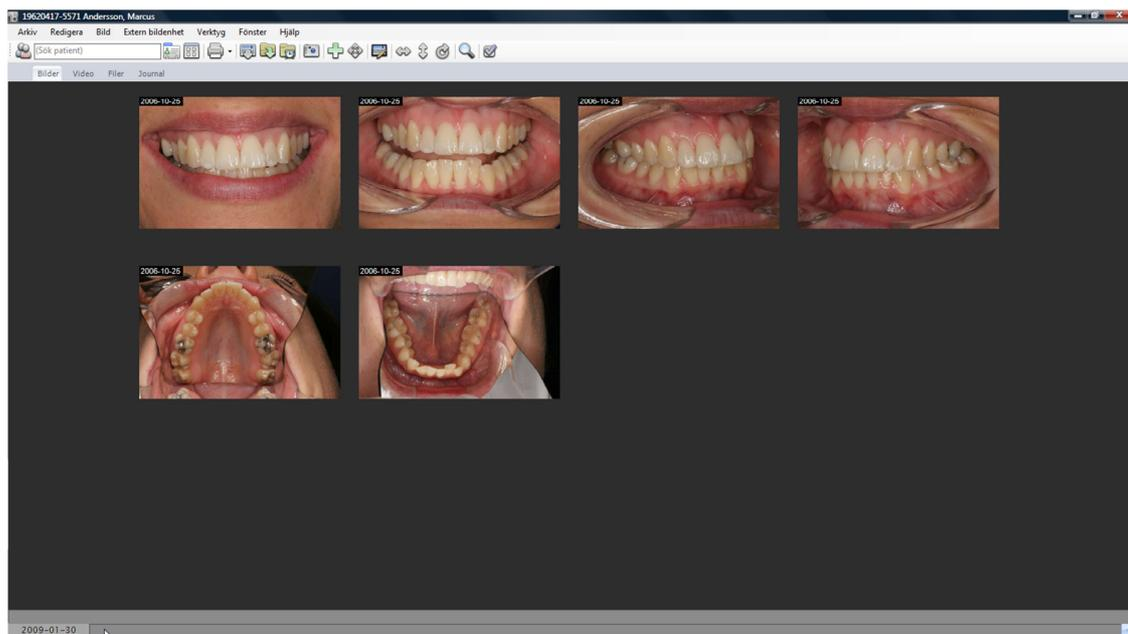 19620417-5571 Andersson, Marcus
Arkiv Redigera Bild Extern bildenhet Verktyg Fönster Hjälp
(Sök patient)
Bilder Video Filer Journal
2006-10-25 2006-10-25 2006-10-25 2006-10-25
2006-10-25 2006-10-25
2009-01-30